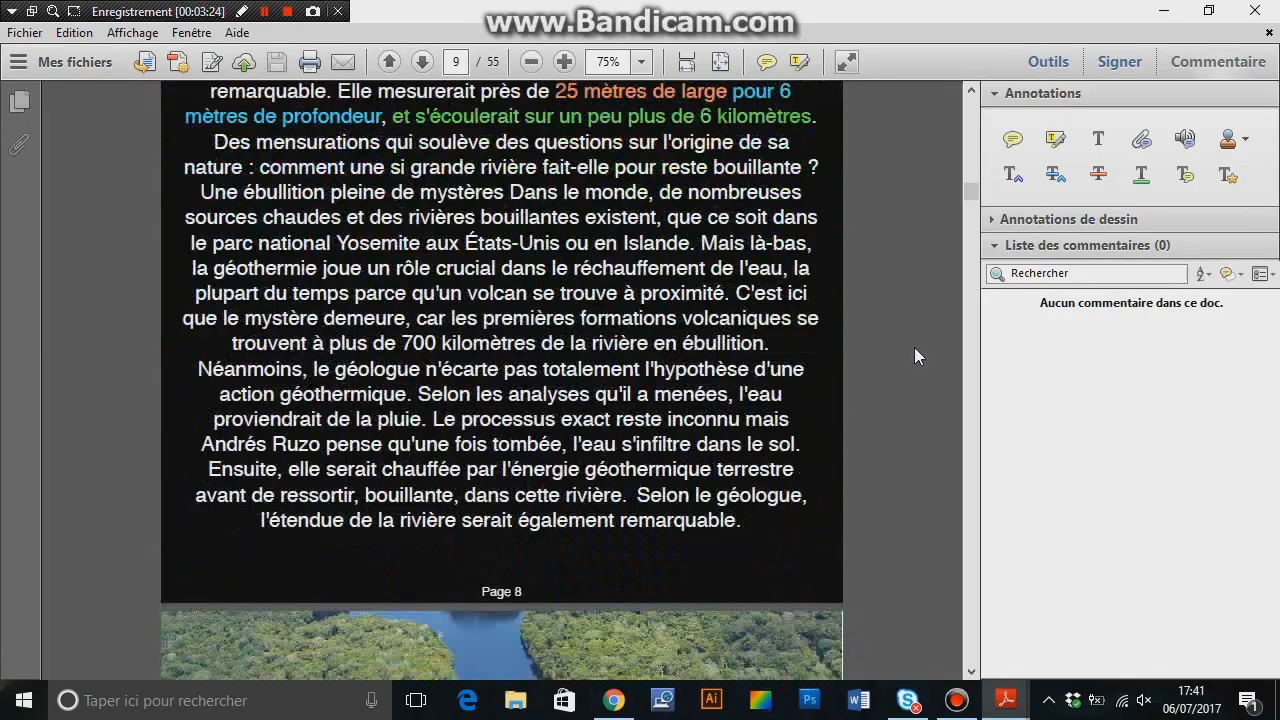 Enregistrement [00:03:24]
www.Bandicam.com
Fichier Edition Affichage Fenêtre Aide
Mes fichiers 9 / 55 75% Outils Signer Commentaire
remarquable. Elle mesurerait près de 25 mètres de large pour 6
mètres de profondeur, et s'écoulerait sur un peu plus de 6 kilomètres.
Des mensurations qui soulève des questions sur l'origine de sa
nature : comment une si grande rivière fait-elle pour reste bouillante ?
Une ébullition pleine de mystères Dans le monde, de nombreuses
sources chaudes et des rivières bouillantes existent, que ce soit dans
le parc national Yosemite aux États-Unis ou en Islande. Mais là-bas,
la géothermie joue un rôle crucial dans le réchauffement de l'eau, la
plupart du temps parce qu'un volcan se trouve à proximité. C'est ici
que le mystère demeure, car les premières formations volcaniques se
trouvent à plus de 700 kilomètres de la rivière en ébullition.
Néanmoins, le géologue n'écarte pas totalement l'hypothèse d'une
action géothermique. Selon les analyses qu'il a menées, l'eau
proviendrait de la pluie. Le processus exact reste inconnu mais
Andrés Ruzo pense qu'une fois tombée, l'eau s'infiltre dans le sol.
Ensuite, elle serait chauffée par l'énergie géothermique terrestre
avant de ressortir, bouillante, dans cette rivière. Selon le géologue,
l'étendue de la rivière serait également remarquable.
Page 8
Annotations
Annotations de dessin
Liste des commentaires (0)
Rechercher
Aucun commentaire dans ce doc.
Taper ici pour rechercher
17:41
06/07/2017